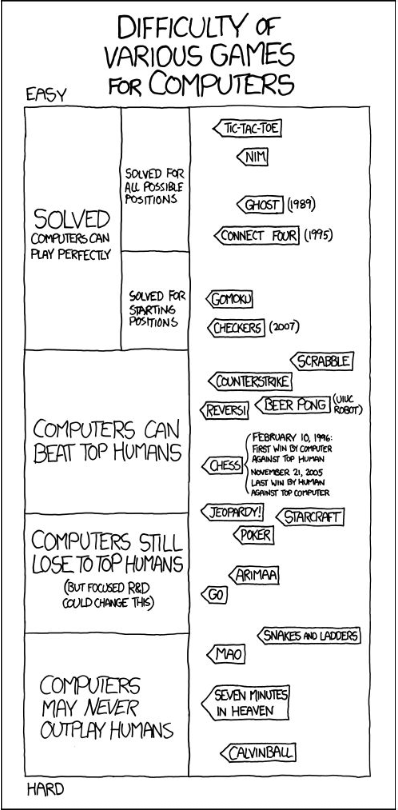 DIFFICULTY OF
VARIOUS GAMES
FOR COMPUTERS
EASY
SOLVED
COMPUTERS CAN
PLAY PERFECTLY
SOLVED FOR
ALL POSSIBLE
POSITIONS
TIC-TAC-TOE
NIM
GHOST (1989)
CONNECT FOUR (1995)
SOLVED FOR
STARTING
POSITIONS
GOMOKU
CHECKERS (2007)
COMPUTERS CAN
BEAT TOP HUMANS
SCRABBLE
COUNTERSTRIKE
REVERSI
BEER PONG (UIUC
ROBOT)
CHESS
FEBRUARY 10, 1996:
FIRST WIN BY COMPUTER
AGAINST TOP HUMAN
NOVEMBER 21, 2005
LAST WIN BY HUMAN
AGAINST TOP COMPUTER
JEOPARDY!
STARCRAFT
POKER
COMPUTERS STILL
LOSE TO TOP HUMANS
(BUT FOCUSED R&D
COULD CHANGE THIS)
ARIMAA
GO
COMPUTERS
MAY NEVER
OUTPLAY HUMANS
SNAKES AND LADDERS
MAO
SEVEN MINUTES
IN HEAVEN
CALVINBALL
HARD